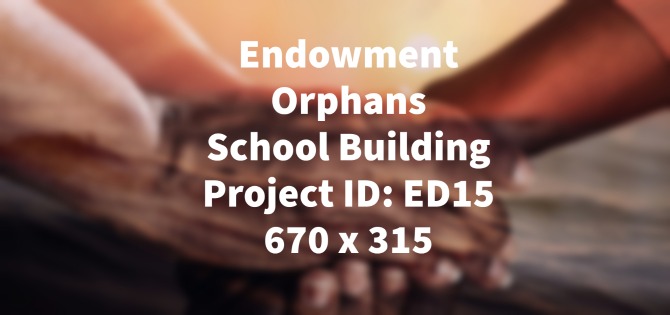 Endowment
Orphans
School Building
Project ID: ED15
670 x 315